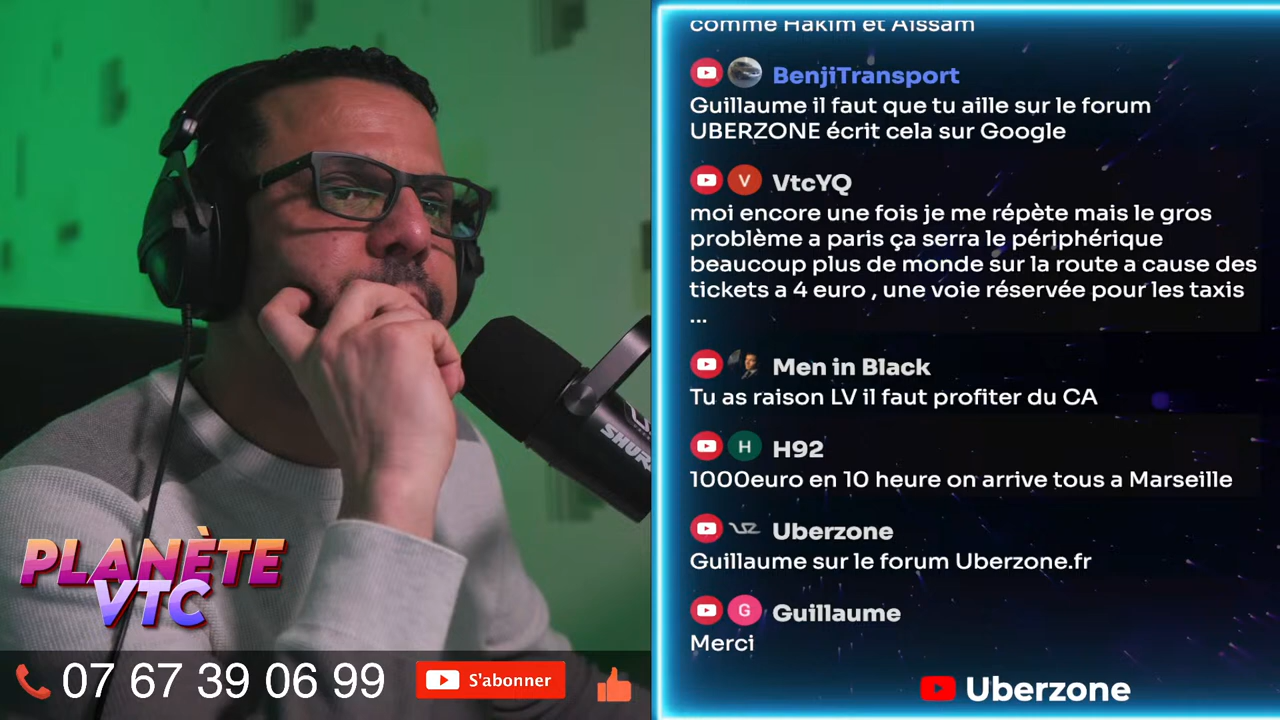 comme Hakim et Aïssam
BenjiTransport
Guillaume il faut que tu aille sur le forum
UBERZONE écrit cela sur Google
V VtcYQ
moi encore une fois je me répète mais le gros
problème a paris ça serra le périphérique
beaucoup plus de monde sur la route a cause des
tickets a 4 euro , une voie réservée pour les taxis
...
Men in Black
Tu as raison LV il faut profiter du CA
H H92
1000euro en 10 heure on arrive tous a Marseille
Uberzone
Guillaume sur le forum Uberzone.fr
G Guillaume
Merci
Uberzone
SHURE
PLANÈTE
VTC
07 67 39 06 99
S'abonner